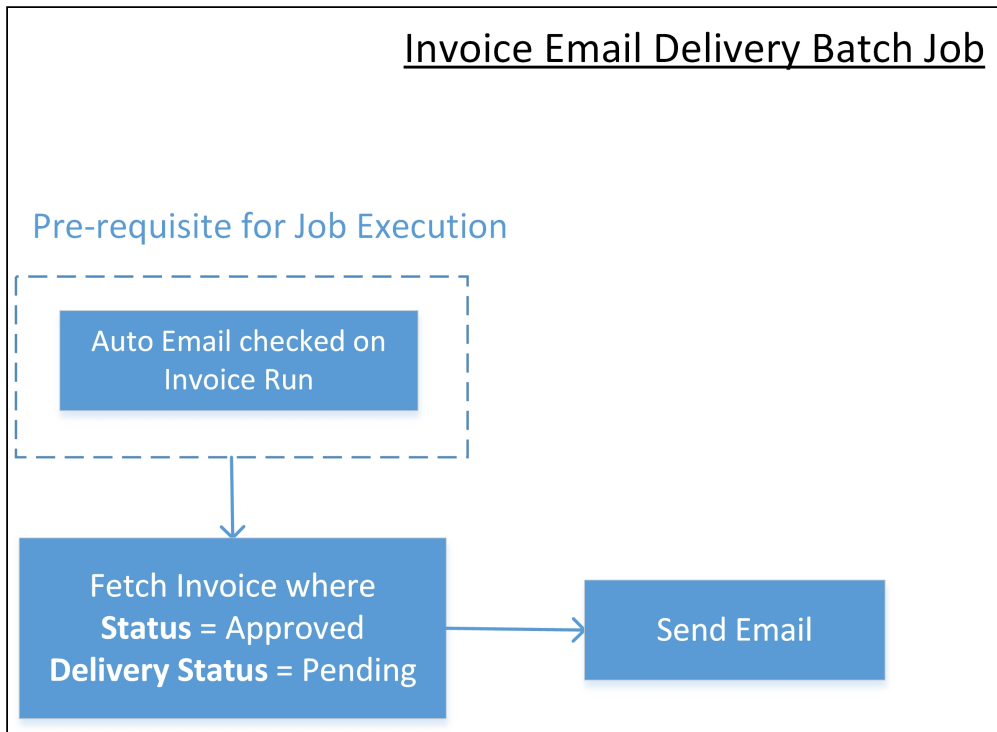 Invoice Email Delivery Batch Job
Pre-requisite for Job Execution
Auto Email checked on
Invoice Run
Fetch Invoice where
Status = Approved
Delivery Status = Pending
Send Email